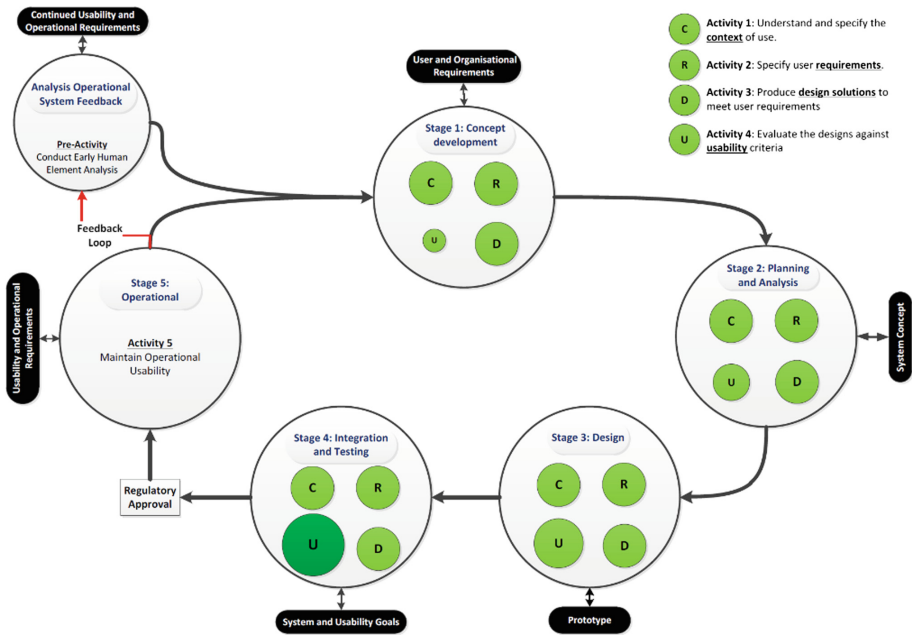 Continued Usability and
Operational Requirements
Analysis Operational
System Feedback
Pre-Activity
Conduct Early Human
Element Analysis
Feedback
Loop
User and Organisational
Requirements
Stage 1: Concept
development
C
R
U
D
C
Activity 1: Understand and specify the
context of use.
R
Activity 2: Specify user requirements.
D
Activity 3: Produce design solutions to
meet user requirements
U
Activity 4: Evaluate the designs against
usability criteria
Stage 2: Planning
and Analysis
C
R
U
D
System Concept
Stage 3: Design
C
R
U
D
Prototype
Stage 4: Integration
and Testing
C
R
U
D
System and Usability Goals
Regulatory
Approval
Stage 5:
Operational
Activity 5
Maintain Operational
Usability
Usability and Operational
Requirements